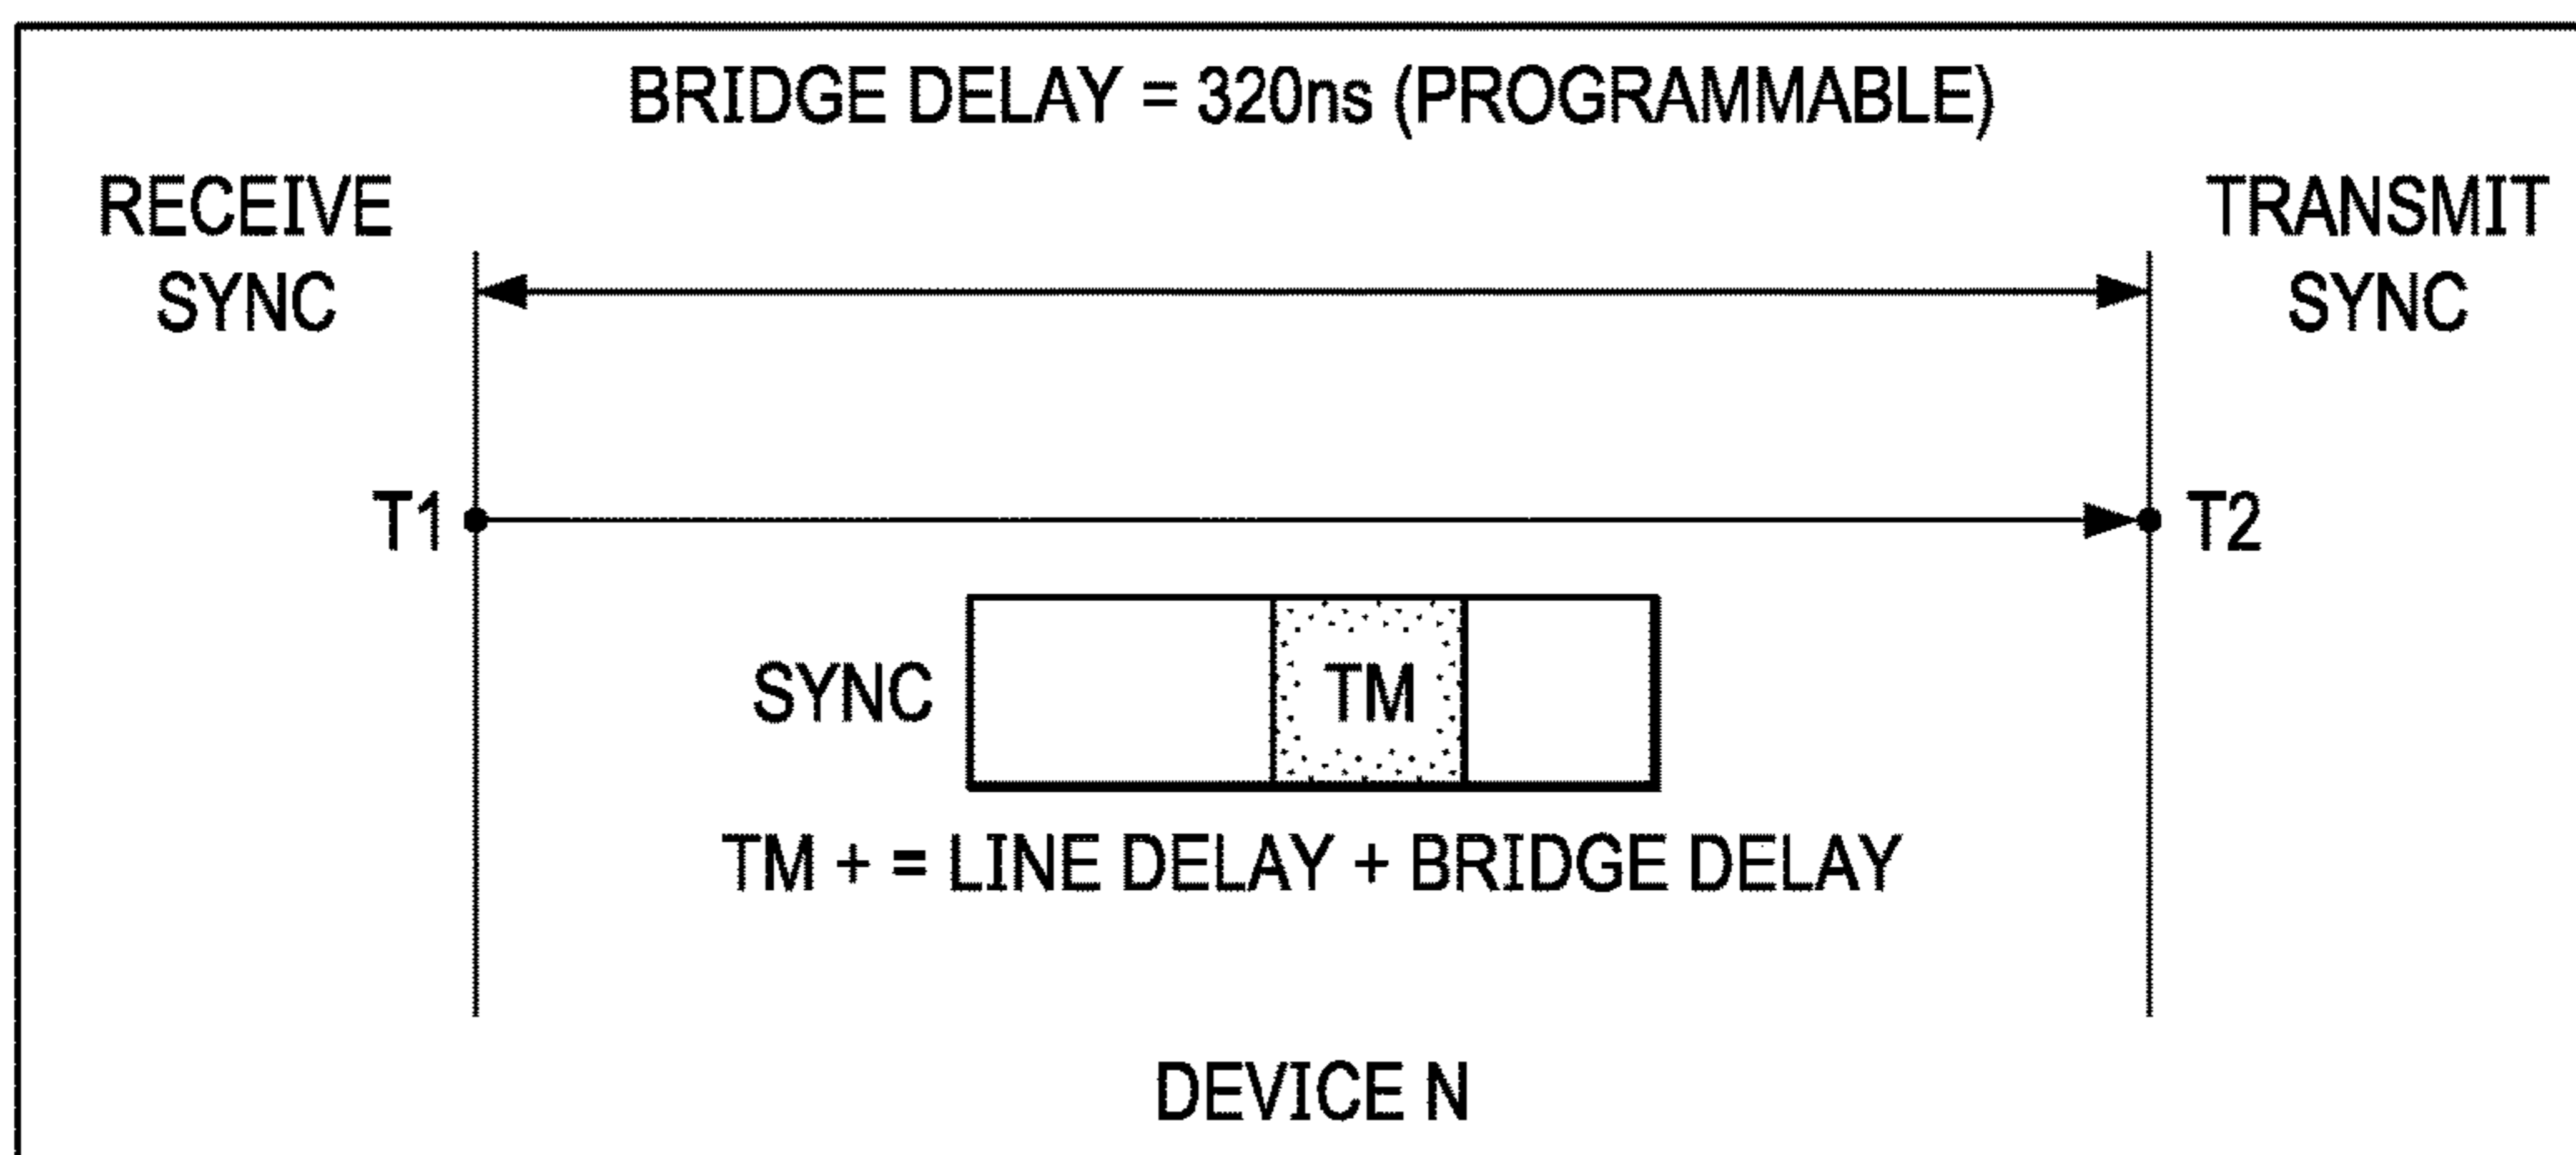 BRIDGE DELAY = 320ns (PROGRAMMABLE)
RECEIVE
SYNC
TRANSMIT
SYNC
T1
T2
SYNC
TM
TM + = LINE DELAY + BRIDGE DELAY
DEVICE N